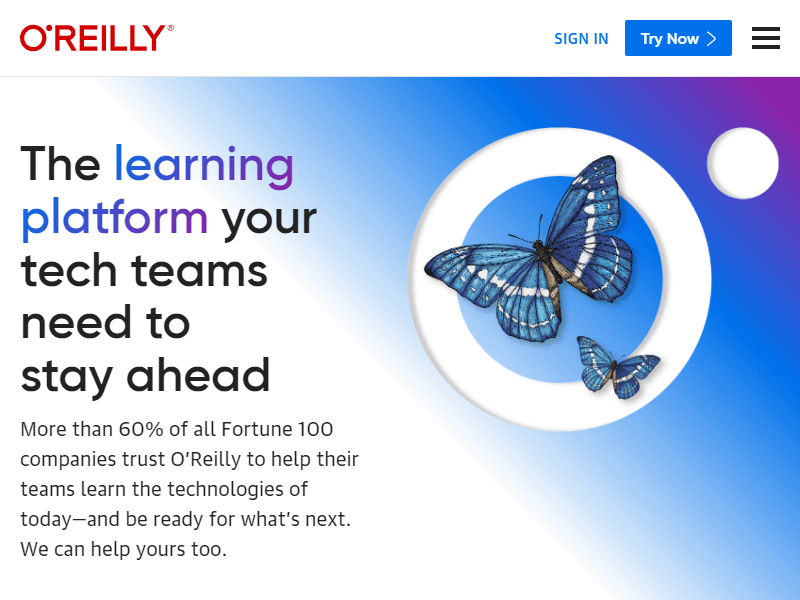 O'REILLY®
SIGN IN
Try Now
The learning
platform your
tech teams
need to
stay ahead
More than 60% of all Fortune 100
companies trust O’Reilly to help their
teams learn the technologies of
today—and be ready for what’s next.
We can help yours too.